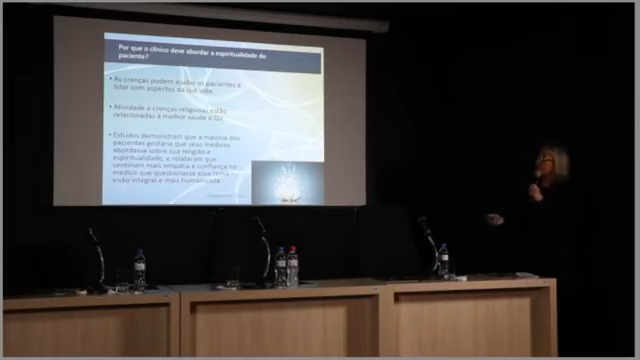 Por que o clínico deve abordar a espiritualidade do
paciente?
• As crenças podem ajudar os pacientes a
lidar com aspectos da sua vida.
• Atividade e crenças religiosas estão
relacionadas à melhor saúde e Qv.
• Estudos demonstram que a maioria dos
pacientes gostaria que seus médicos
abordasse sobre sua religião e
espiritualidade, e relataram que
sentiriam mais empatia e confiança no
médico que questionasse esse tema –
visão integral e mais humanizada.